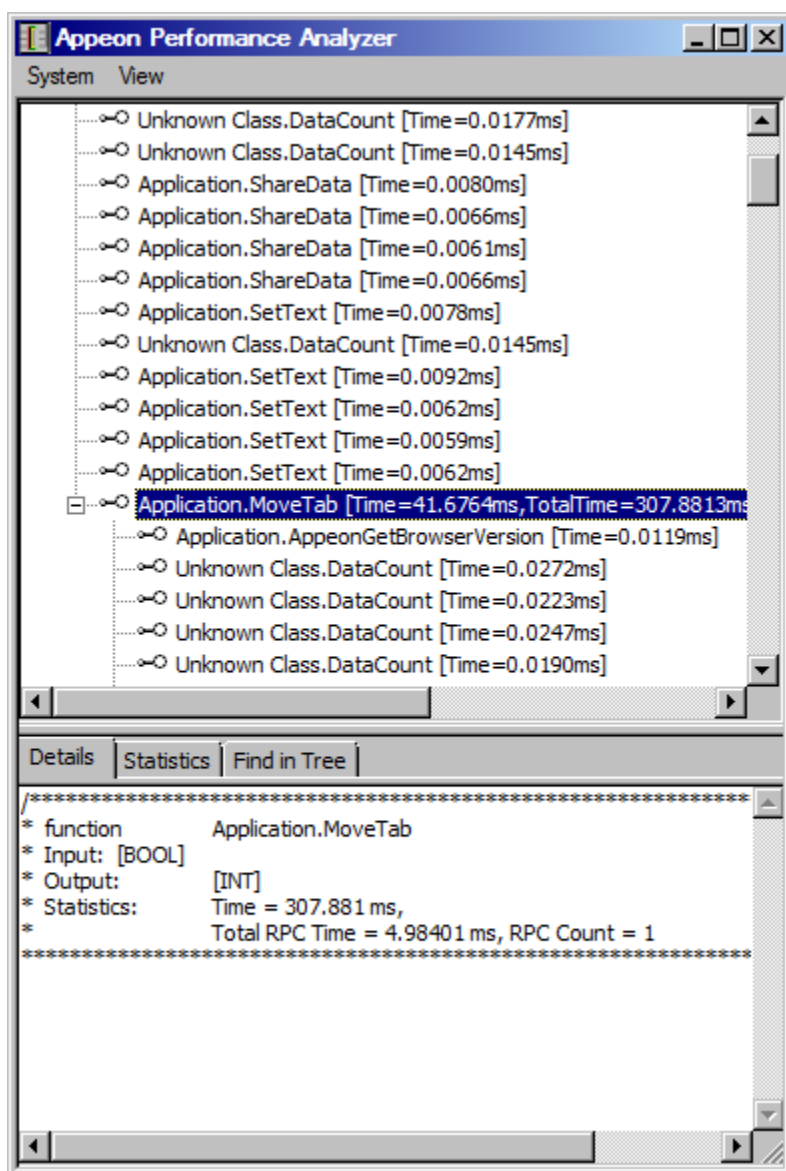 Appeon Performance Analyzer
System View
Unknown Class.DataCount [Time=0.0177ms]
Unknown Class.DataCount [Time=0.0145ms]
Application.ShareData [Time=0.0080ms]
Application.ShareData [Time=0.0066ms]
Application.ShareData [Time=0.0061ms]
Application.ShareData [Time=0.0066ms]
Application.SetText [Time=0.0078ms]
Unknown Class.DataCount [Time=0.0145ms]
Application.SetText [Time=0.0092ms]
Application.SetText [Time=0.0062ms]
Application.SetText [Time=0.0059ms]
Application.SetText [Time=0.0062ms]
Application.MoveTab [Time=41.6764ms,TotalTime=307.8813ms
Application.AppeonGetBrowserVersion [Time=0.0119ms]
Unknown Class.DataCount [Time=0.0272ms]
Unknown Class.DataCount [Time=0.0223ms]
Unknown Class.DataCount [Time=0.0247ms]
Unknown Class.DataCount [Time=0.0190ms]
Details Statistics Find in Tree
/************************************************************
* function Application.MoveTab
* Input: [BOOL]
* Output: [INT]
* Statistics: Time = 307.881 ms,
* Total RPC Time = 4.98401 ms, RPC Count = 1
*************************************************************